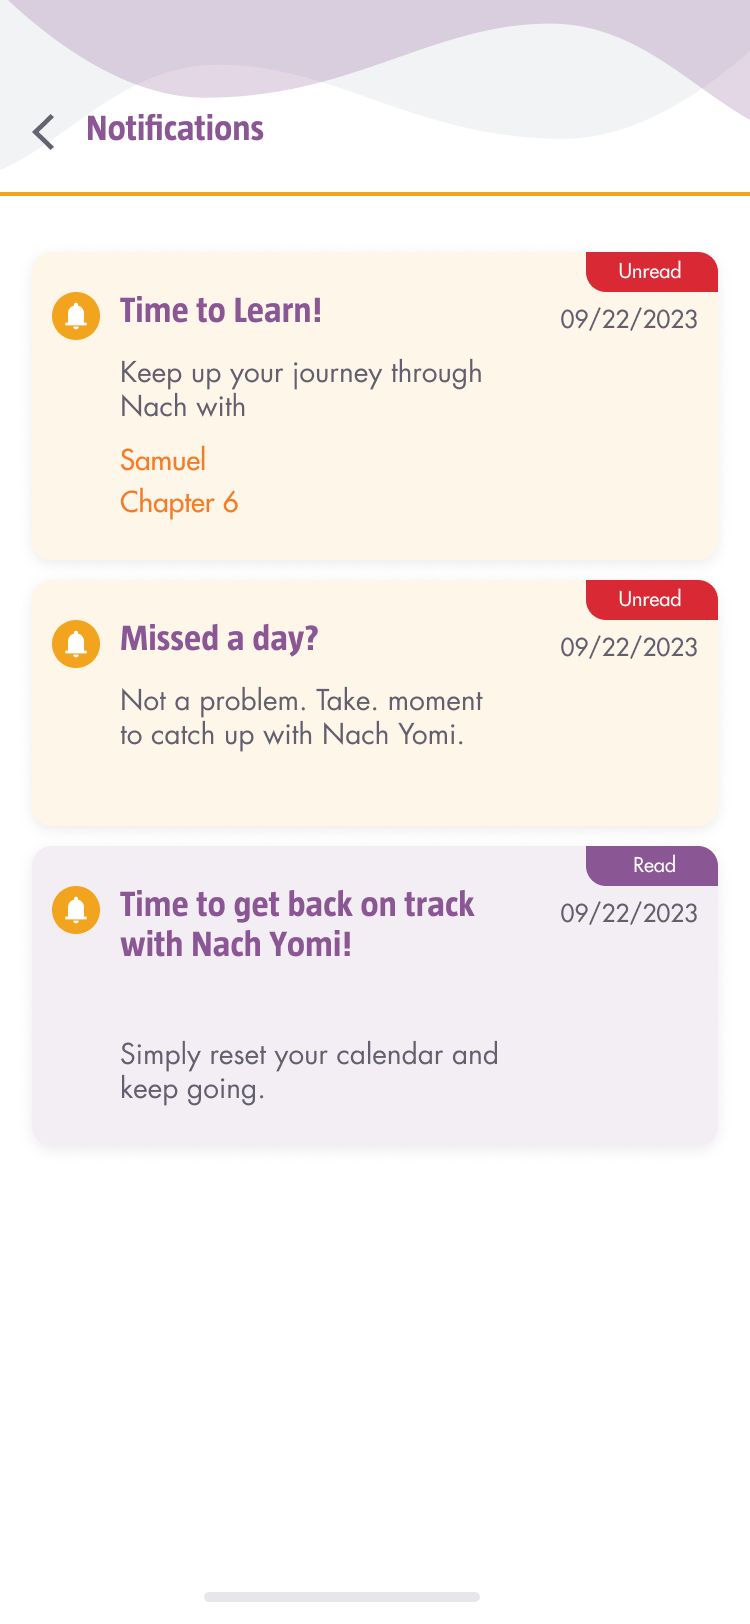 Notifications
Unread
Time to Learn!
09/22/2023
Keep up your journey through
Nach with
Samuel
Chapter 6
Unread
Missed a day?
09/22/2023
Not a problem. Take. moment
to catch up with Nach Yomi.
Read
Time to get back on track
09/22/2023
with Nach Yomi!
Simply reset your calendar and
keep going.